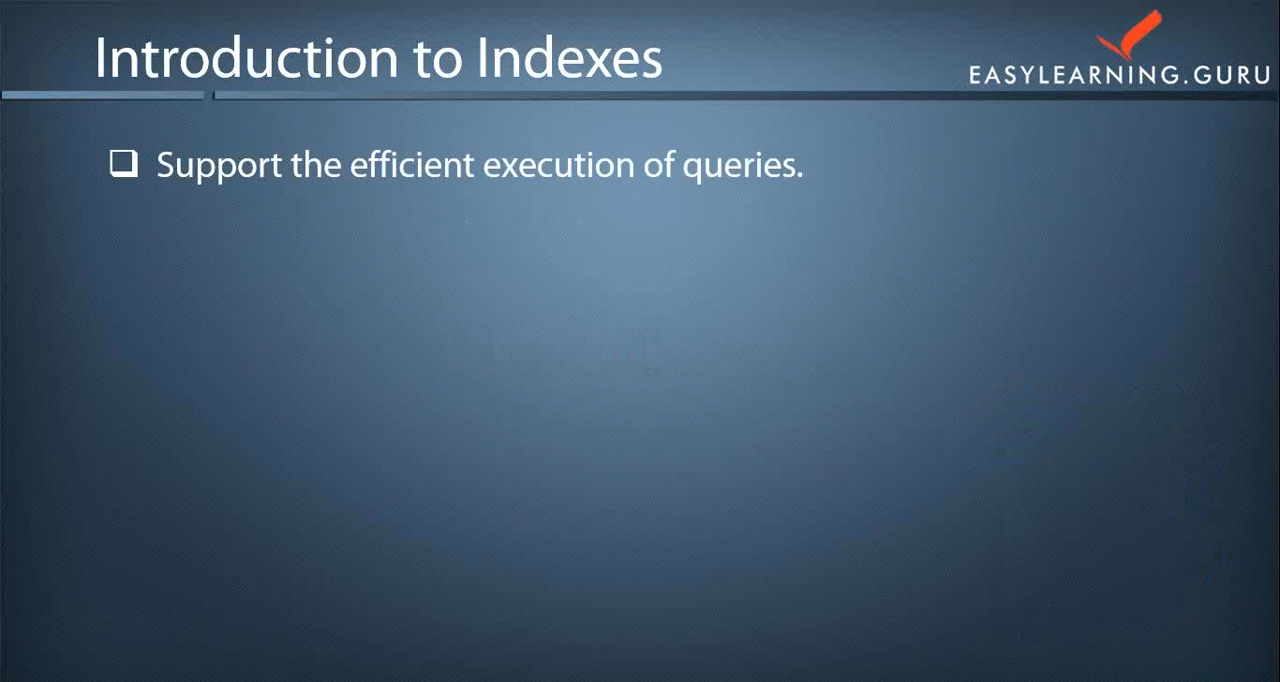 Introduction to Indexes
EASYLEARNING.GURU
Support the efficient execution of queries.